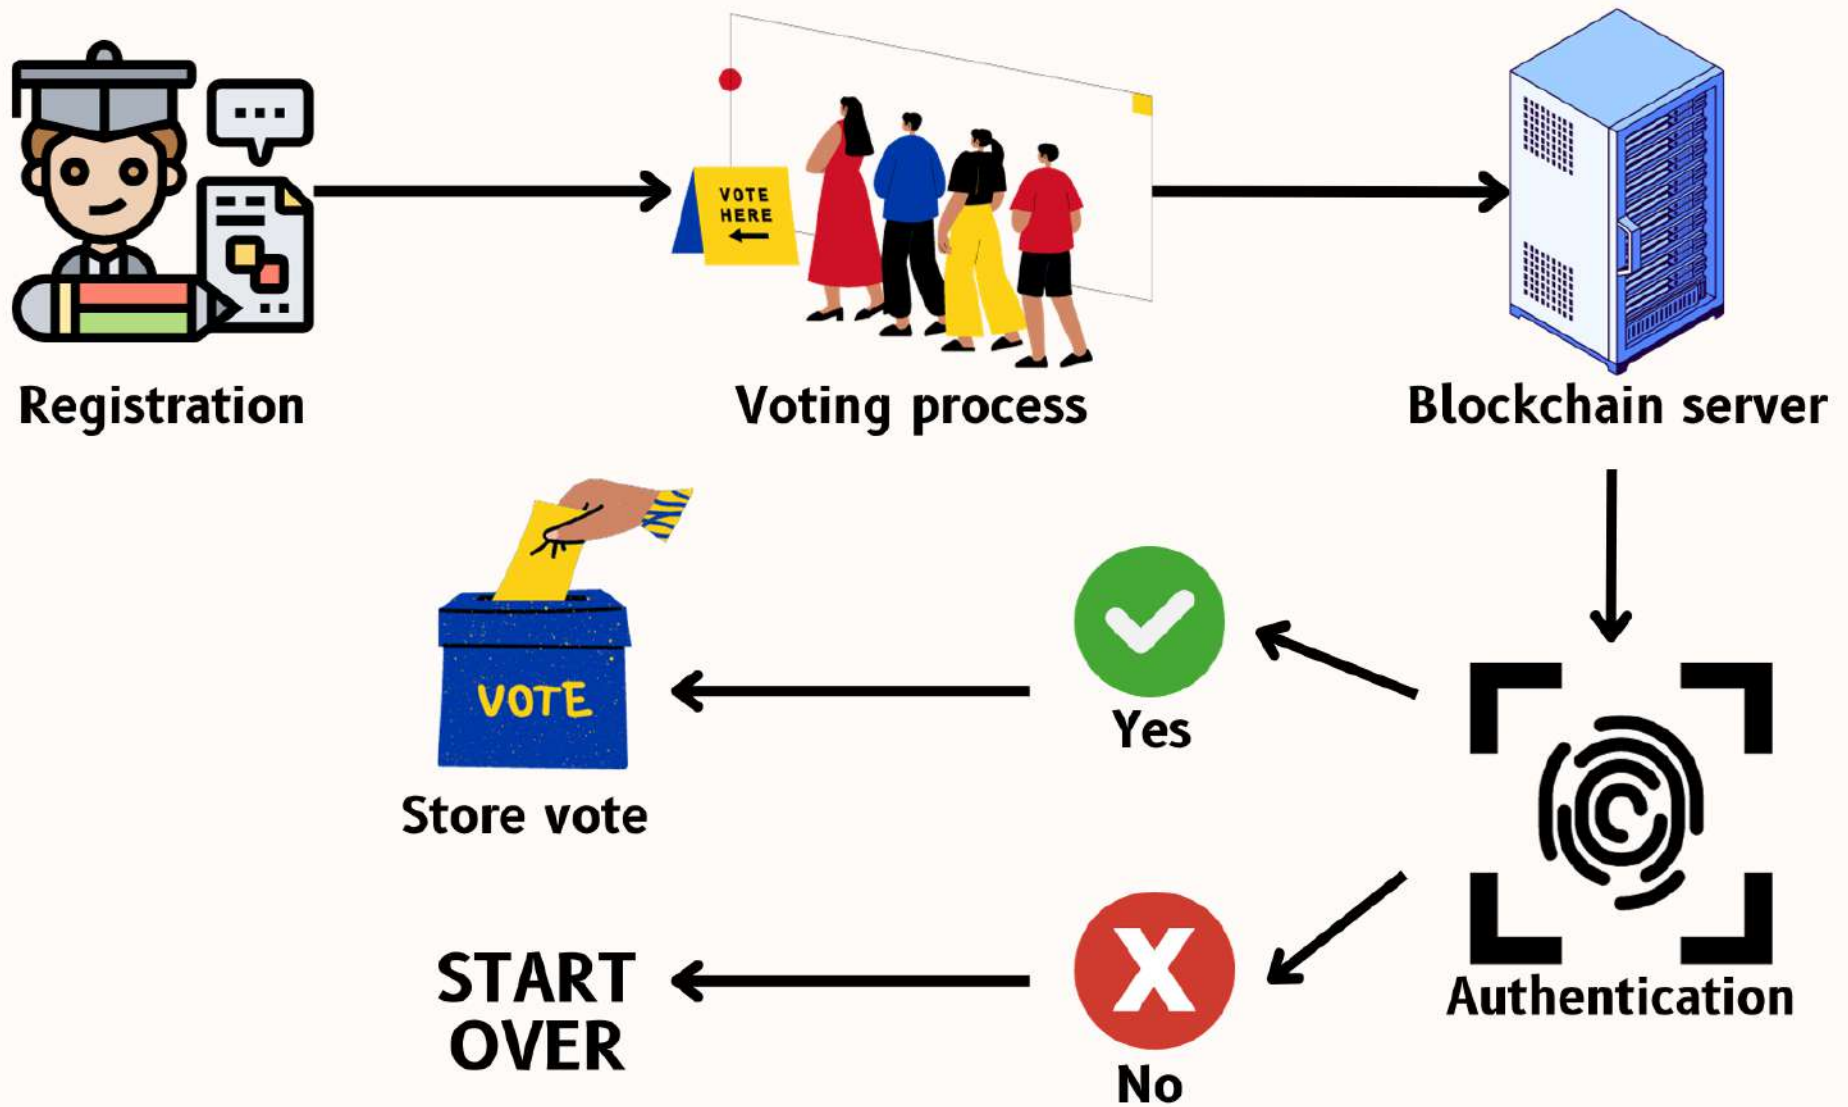 VOTE
HERE
Registration
Voting process
Blockchain server
VOTE
Yes
Store vote
START
OVER
Authentication
No